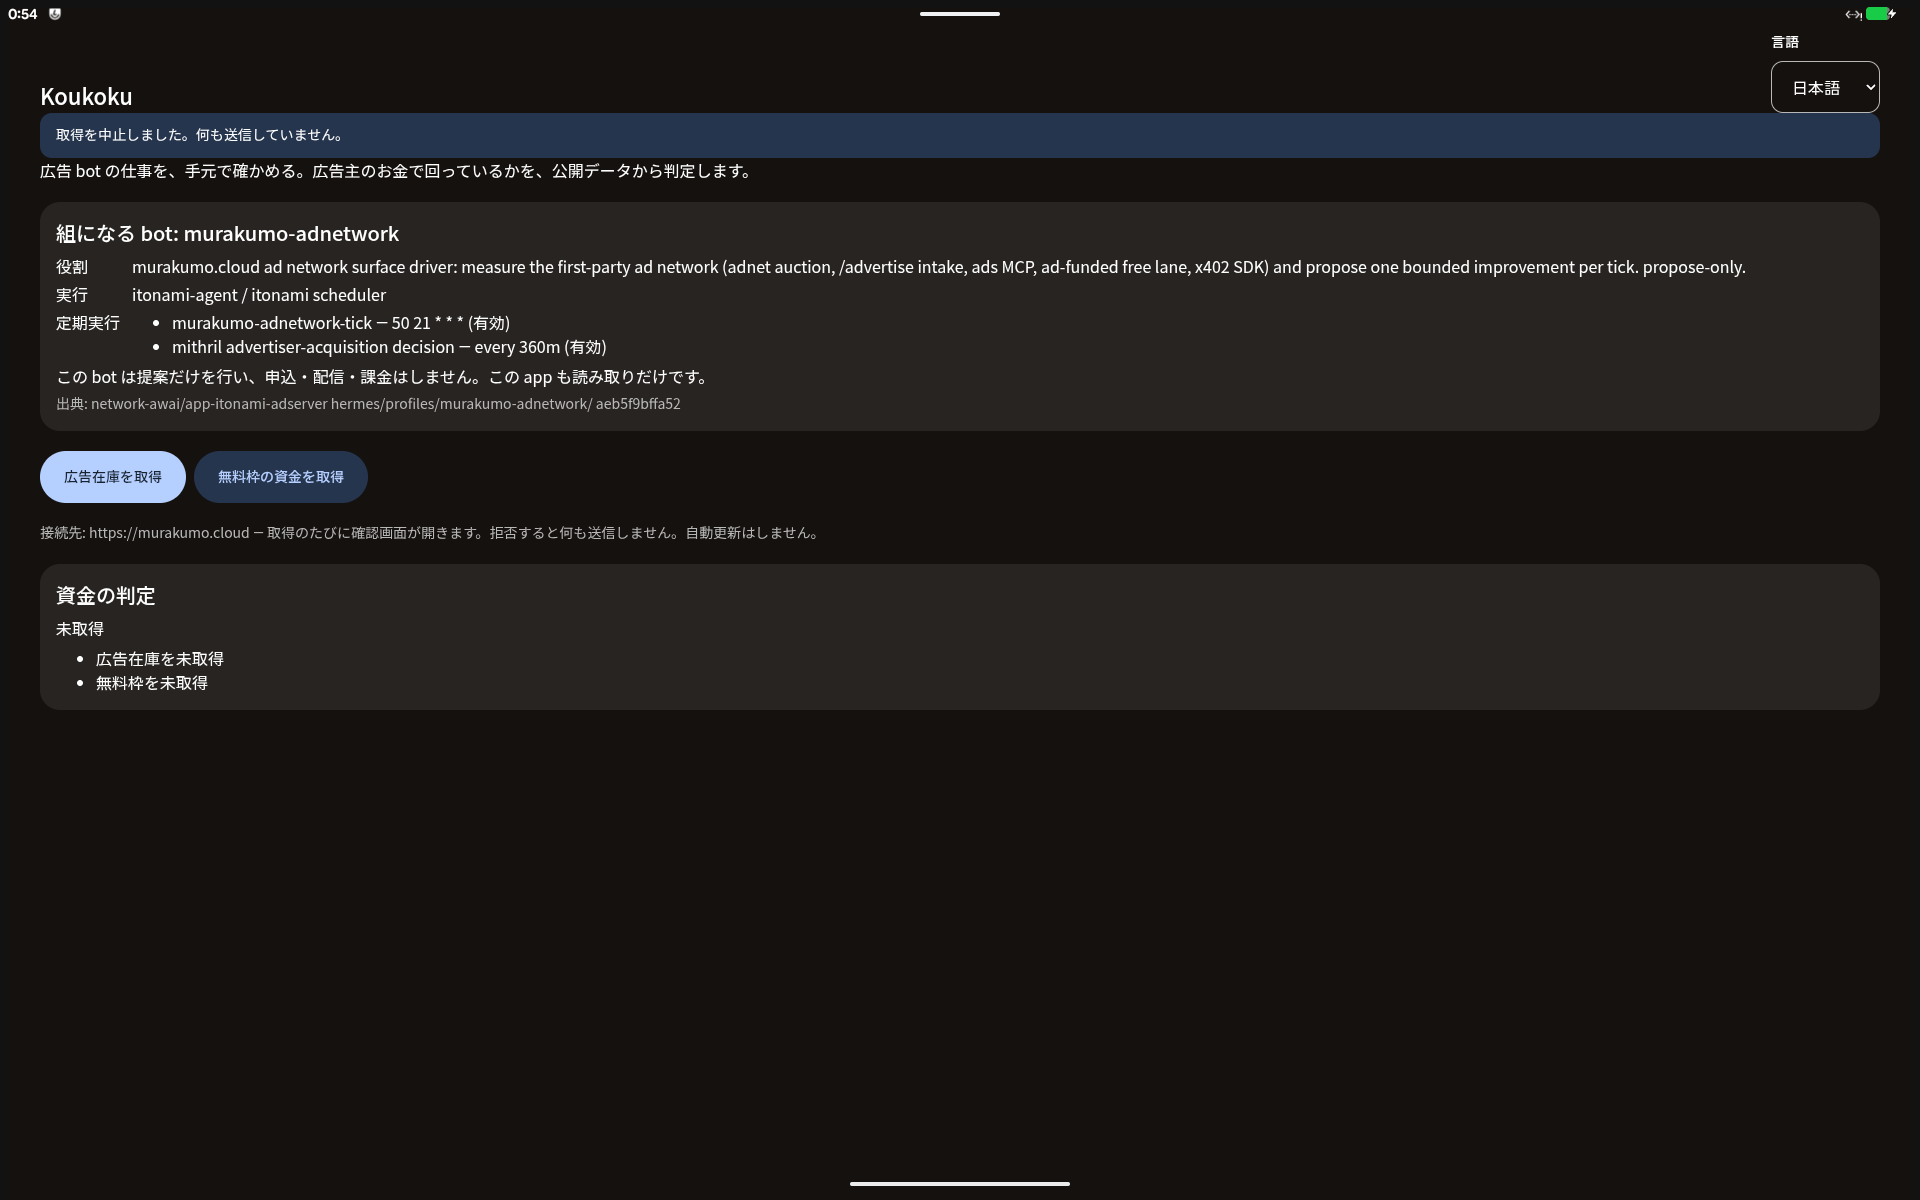 0:54
言語
日本語
Koukoku
取得を中止しました。何も送信していません。
広告 bot の仕事を、手元で確かめる。広告主のお金で回っているかを、公開データから判定します。
組になる bot: murakumo-adnetwork
役割 murakumo.cloud ad network surface driver: measure the first-party ad network (adnet auction, /advertise intake, ads MCP, ad-funded free lane, x402 SDK) and propose one bounded improvement per tick. propose-only.
実行 itonami-agent / itonami scheduler
定期実行 • murakumo-adnetwork-tick — 50 21 * * * (有効)
• mithril advertiser-acquisition decision — every 360m (有効)
この bot は提案だけを行い、申込・配信・課金はしません。この app も読み取りだけです。
出典: network-awai/app-itonami-adserver hermes/profiles/murakumo-adnetwork/ aeb5f9bffa52
広告在庫を取得 無料枠の資金を取得
接続先: https://murakumo.cloud — 取得のたびに確認画面が開きます。拒否すると何も送信しません。自動更新はしません。
資金の判定
未取得
• 広告在庫を未取得
• 無料枠を未取得